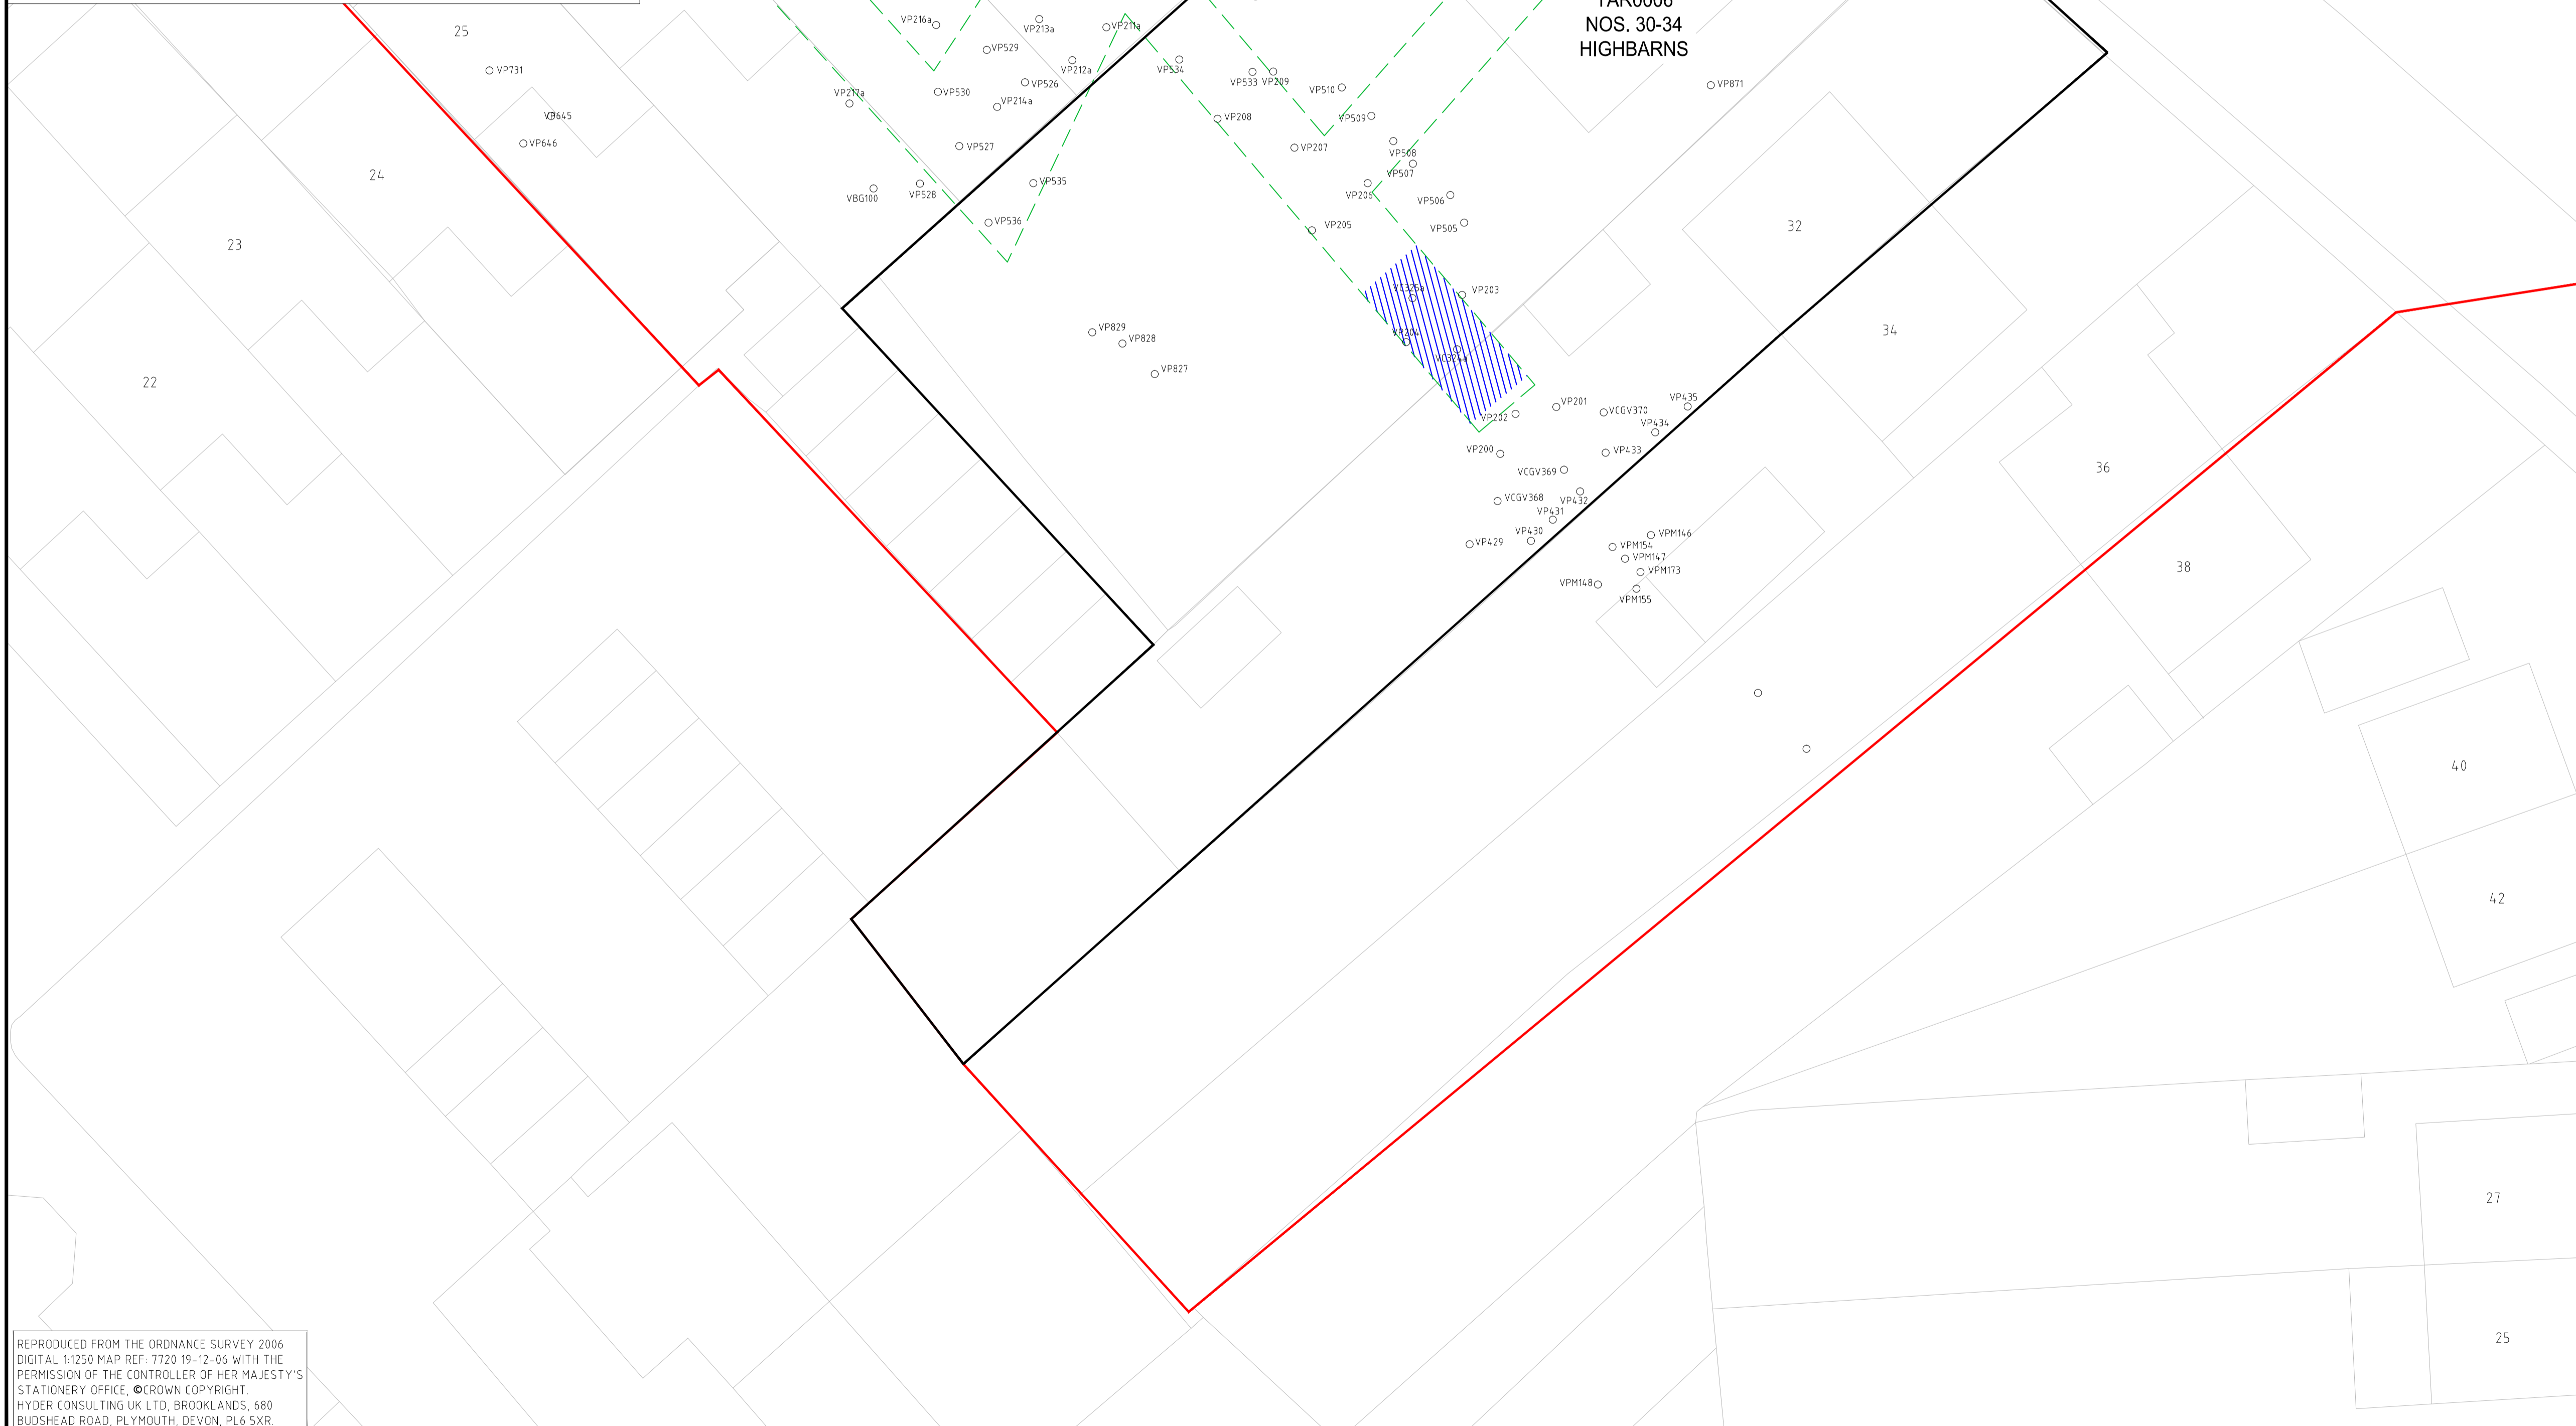 TAR0006
NOS. 30-34
HIGHBARNS
25
VP216a
VP213a
VP211a
VP529
VP212a
VP534
VP533
VP209
VP731
VP526
VP510
VP871
VP217a
VP530
VP214a
VP645
VP208
VP509
VP646
VP527
VP207
VP508
24
VP507
VP535
VBG100
VP528
VP206
VP506
VP536
VP205
VP505
32
23
VC325a
VP203
VP829
VP828
VP204
34
VC324a
VP827
22
VP201
VP435
VP202
VCGV370
VP434
VP200
VP433
VCGV369
36
VCGV368
VP432
VP431
VP430
VP429
VPM146
VPM154
VPM147
VPM173
38
VPM148
VPM155
40
42
27
25
REPRODUCED FROM THE ORDNANCE SURVEY 2006
DIGITAL 1:1250 MAP REF: 7720 19-12-06 WITH THE
PERMISSION OF THE CONTROLLER OF HER MAJESTY'S
STATIONERY OFFICE, ©CROWN COPYRIGHT.
HYDER CONSULTING UK LTD, BROOKLANDS, 680
BUDSHEAD ROAD, PLYMOUTH, DEVON, PL6 5XR.